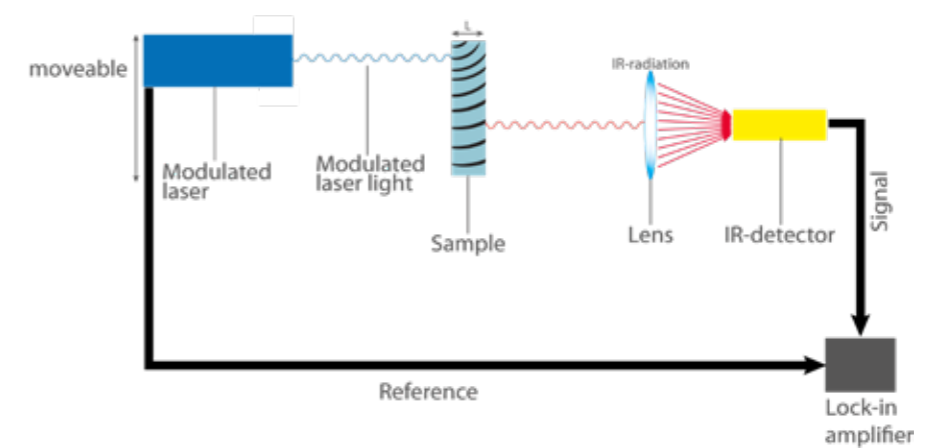 L
moveable
IR-radiation
Modulated
laser
Modulated
laser light
Sample
Lens
IR-detector
Signal
Reference
Lock-in
amplifier